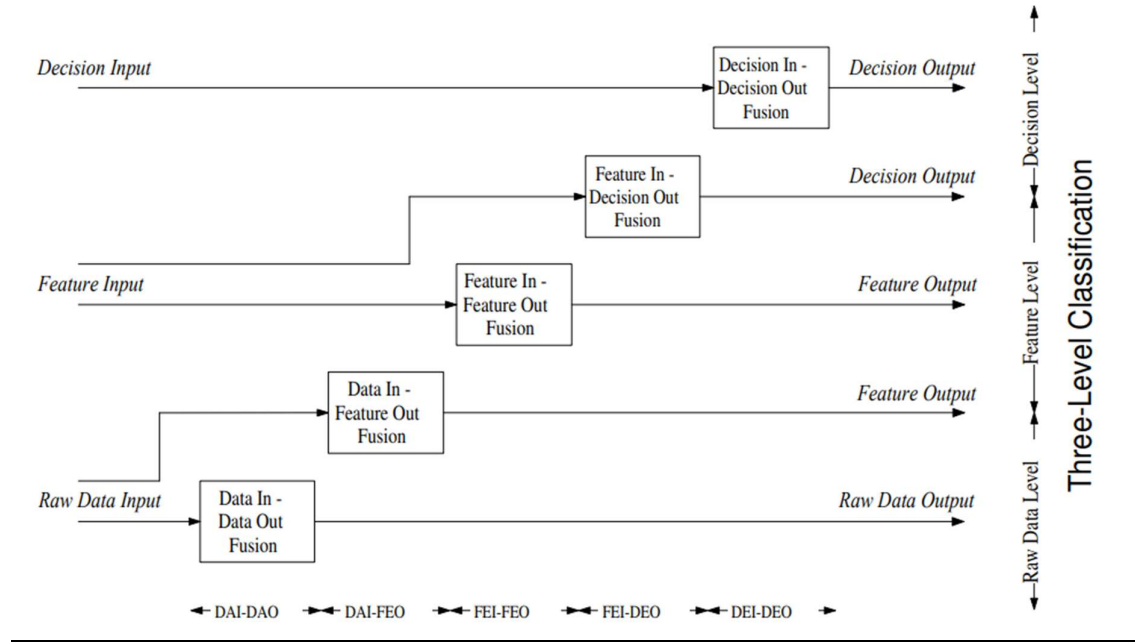 Decision Input
Decision In -
Decision Out
Fusion
Decision Output
Feature In -
Decision Out
Fusion
Decision Output
Feature Input
Feature In -
Feature Out
Fusion
Feature Output
Data In -
Feature Out
Fusion
Feature Output
Raw Data Input
Data In -
Data Out
Fusion
Raw Data Output
DAI-DAO
DAI-FEO
FEI-FEO
FEI-DEO
DEI-DEO
Decision Level
Feature Level
Raw Data Level
Three-Level Classification